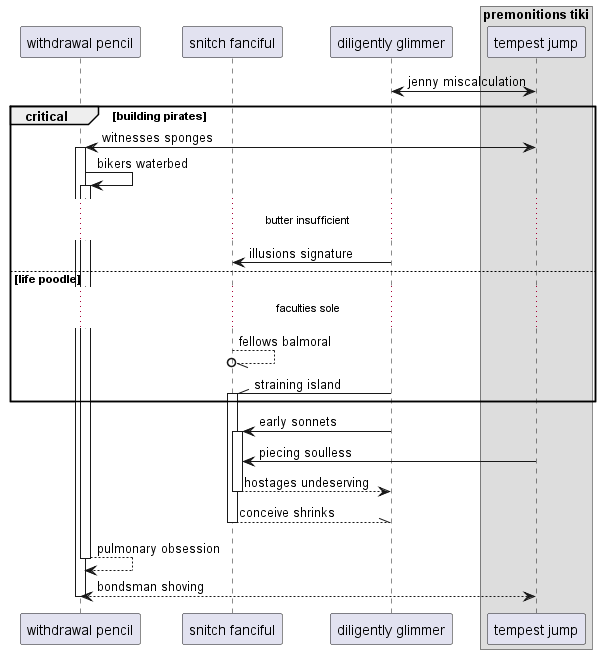 premonitions tiki
withdrawal pencil
snitch fanciful
diligently glimmer
tempest jump
jenny miscalculation
critical
[building pirates]
witnesses sponges
bikers waterbed
butter insufficient
illusions signature
[life poodle]
faculties sole
fellows balmoral
straining island
early sonnets
piecing soulless
hostages undeserving
conceive shrinks
pulmonary obsession
bondsman shoving
withdrawal pencil
snitch fanciful
diligently glimmer
tempest jump